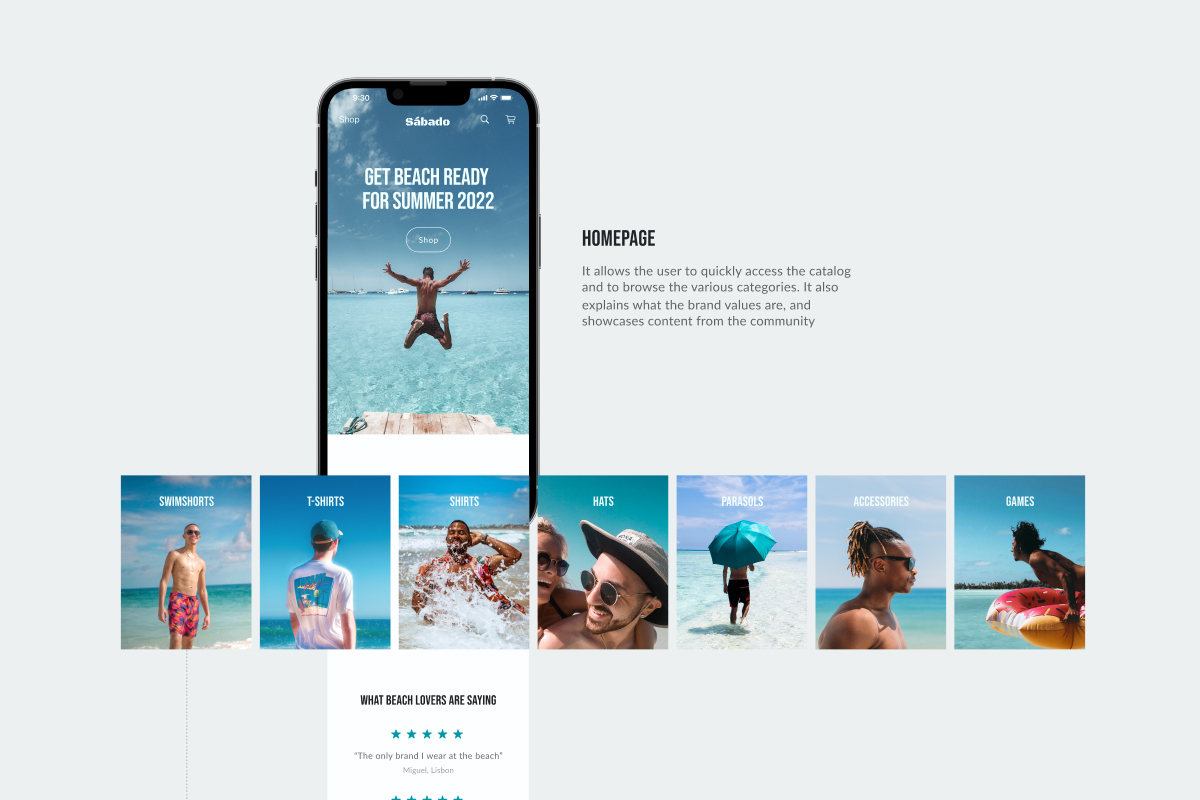 9:30
Shop
Sábado
GET BEACH READY
FOR SUMMER 2022
Shop
HOMEPAGE
It allows the user to quickly access the catalog
and to browse the various categories. It also
explains what the brand values are, and
showcases content from the community
SWIMSHORTS
T-SHIRTS
SHIRTS
HATS
PARASOLS
ACCESSORIES
GAMES
WHAT BEACH LOVERS ARE SAYING
"The only brand I wear at the beach"
Miguel, Lisbon